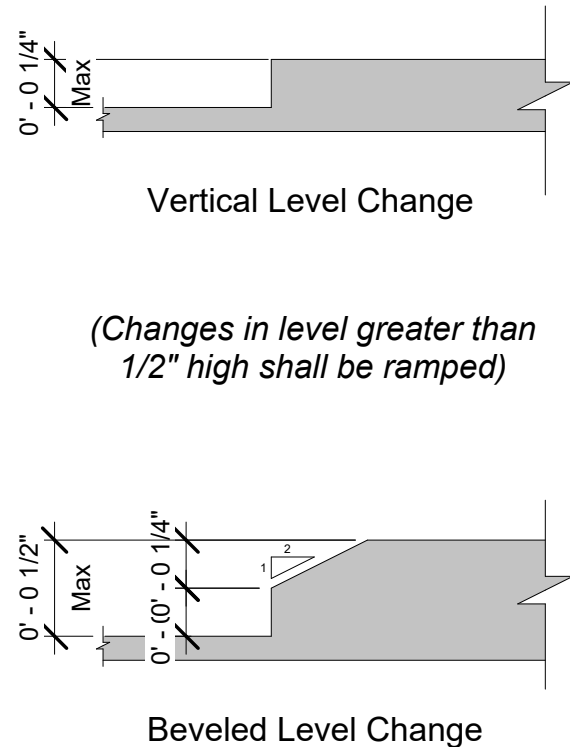 0' - 0 1/4"
Max
Vertical Level Change
(Changes in level greater than
1/2" high shall be ramped)
0' - 0 1/2"
Max
0' - 0 1/4"
0' - 
1
2
Beveled Level Change